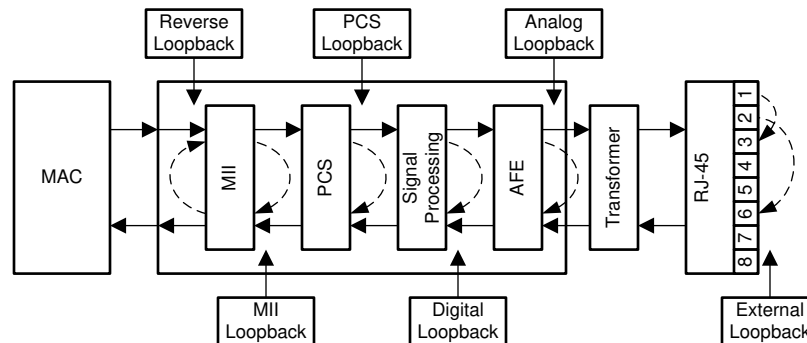 Reverse
Loopback
PCS
Loopback
Analog
Loopback
MAC
MII
PCS
Signal
Processing
AFE
Transformer
RJ-45
1
2
3
4
5
6
7
8
MII
Loopback
Digital
Loopback
External
Loopback